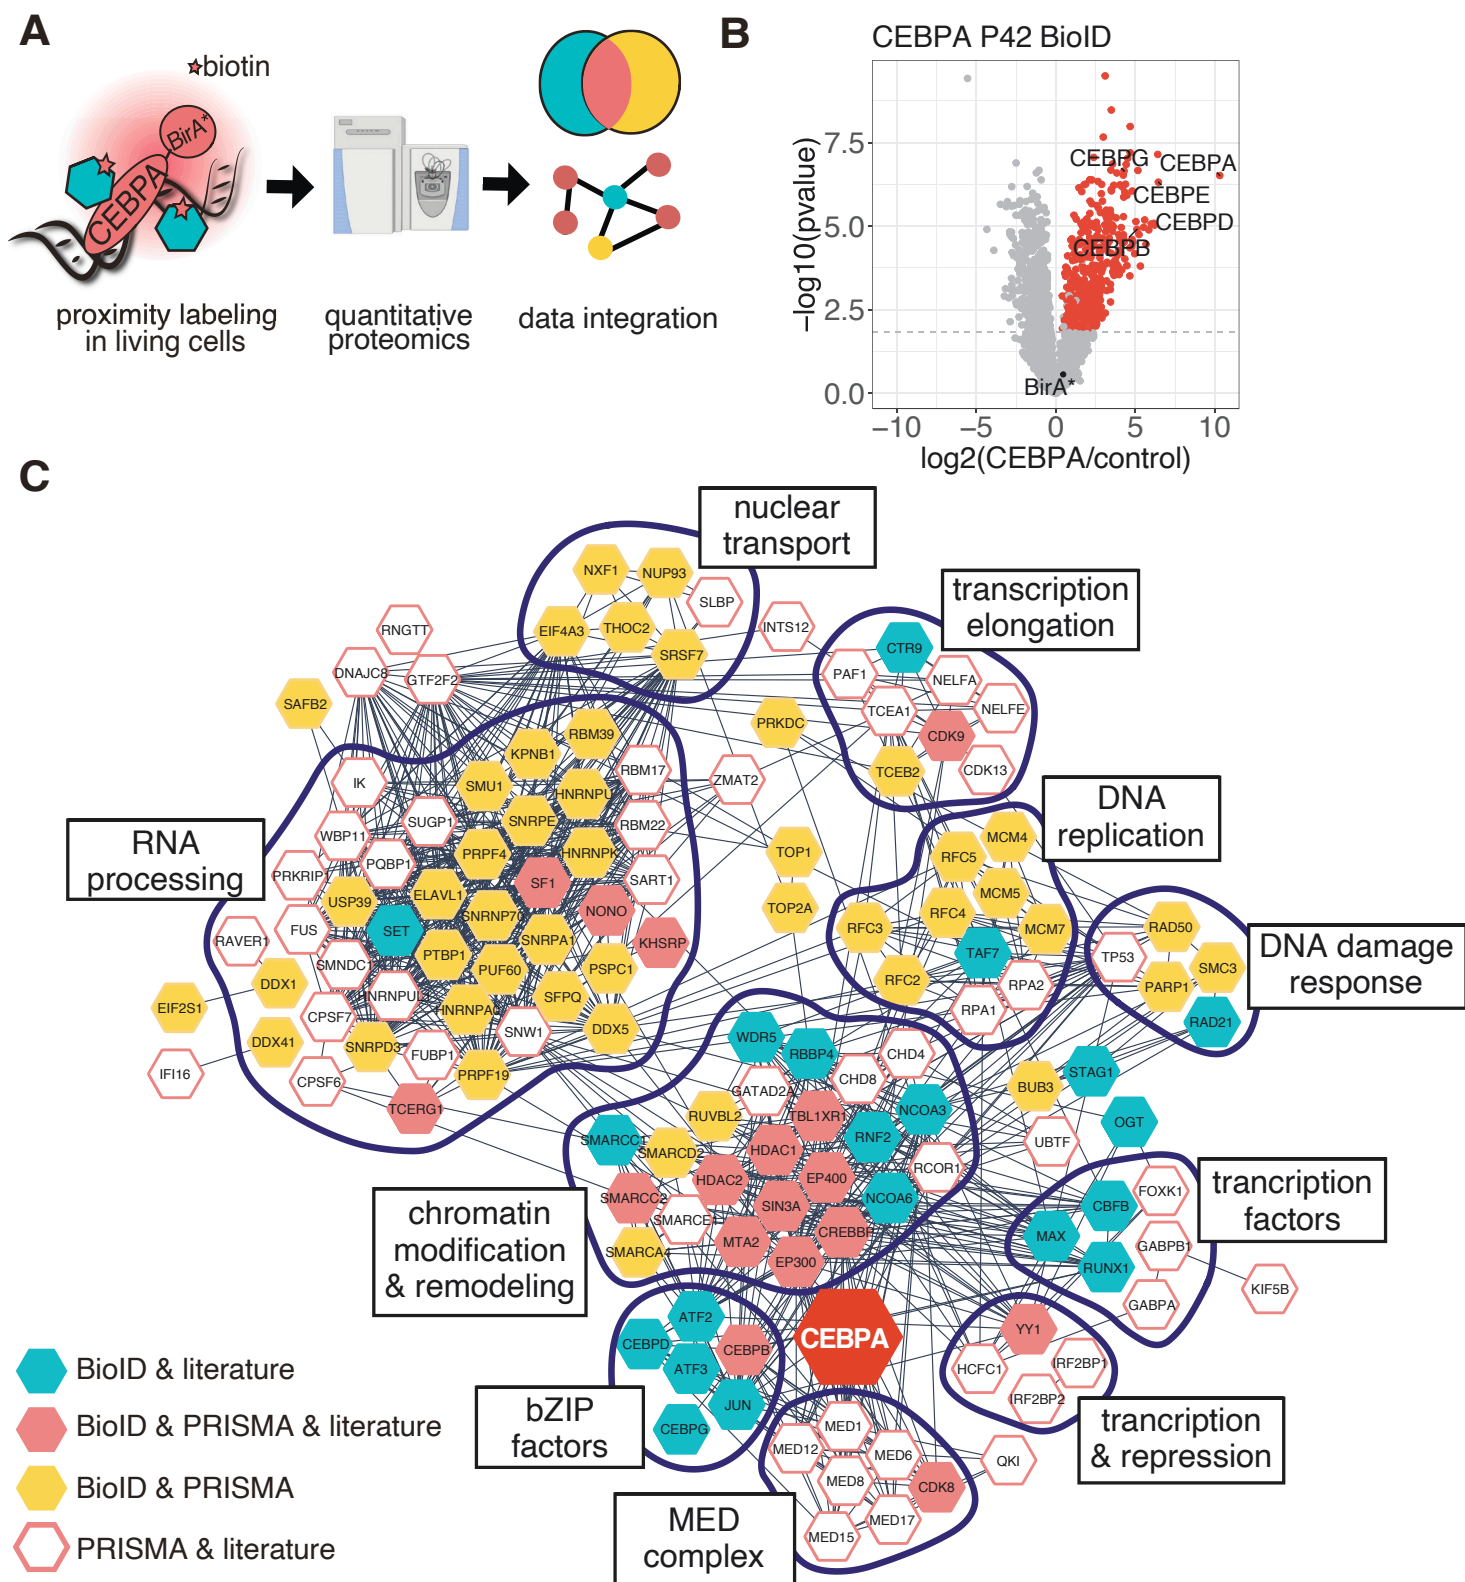 A
biotin
BirA*
CEBPA
proximity labeling
in living cells
quantitative
proteomics
data integration
B
CEBPA P42 BioID
−log10(pvalue)
7.5
5.0
2.5
0.0
CEBPG
CEBPA
CEBPE
CEBPD
CEBPB
BirA*
−10
−5
0
5
10
log2(CEBPA/control)
C
nuclear
transport
NXF1
NUP93
SLBP
EIF4A3
THOC2
SRSF7
INTS12
RNGTT
DNAJC8
GTF2F2
SAFB2
transcription
elongation
CTR9
PAF1
NELFA
TCEA1
NELFE
CDK9
CDK13
TCEB2
PRKDC
ZMAT2
TOP1
TOP2A
RNA
processing
RBM39
KPNB1
RBM17
IK
SMU1
HNRNPU
SUGP1
SNRPE
RBM22
WBP11
PQBP1
PRPF4
HNRNPK
PRKRIP1
SF1
SART1
USP39
ELAVL1
SNRNP70
NONO
FUS
SET
SNRPA1
KHSRP
RAVER1
SMNDC1
PTBP1
PUF60
PSPC1
DDX1
HNRNPUL
SFPQ
EIF2S1
CPSF7
HNRNPA0
SNW1
DDX5
DDX41
SNRPD3
FUBP1
PRPF19
IFI16
CPSF6
TCERG1
DNA
replication
MCM4
RFC5
MCM5
RFC4
MCM7
RFC3
TAF7
RFC2
RPA2
RPA1
DNA damage
response
RAD50
TP53
SMC3
PARP1
RAD21
STAG1
BUB3
OGT
UBTF
chromatin
modification
& remodeling
WDR5
RBBP4
CHD4
GATAD2A
CHD8
RUVBL2
TBL1XR1
NCOA3
SMARCC1
SMARCD2
HDAC1
RNF2
HDAC2
EP400
RCOR1
SMARCC2
SIN3A
NCOA6
SMARCE1
MTA2
CREBBP
SMARCA4
EP300
trancription
factors
FOXK1
CBFB
MAX
GABPB1
RUNX1
GABPA
KIF5B
CEBPA
bZIP
factors
ATF2
CEBPD
CEBPB
ATF3
JUN
CEBPG
YY1
HCFC1
IRF2BP1
IRF2BP2
trancription
& repression
MED
complex
MED1
MED12
MED6
MED8
CDK8
MED17
MED15
QKI
BioID & literature
BioID & PRISMA & literature
BioID & PRISMA
PRISMA & literature